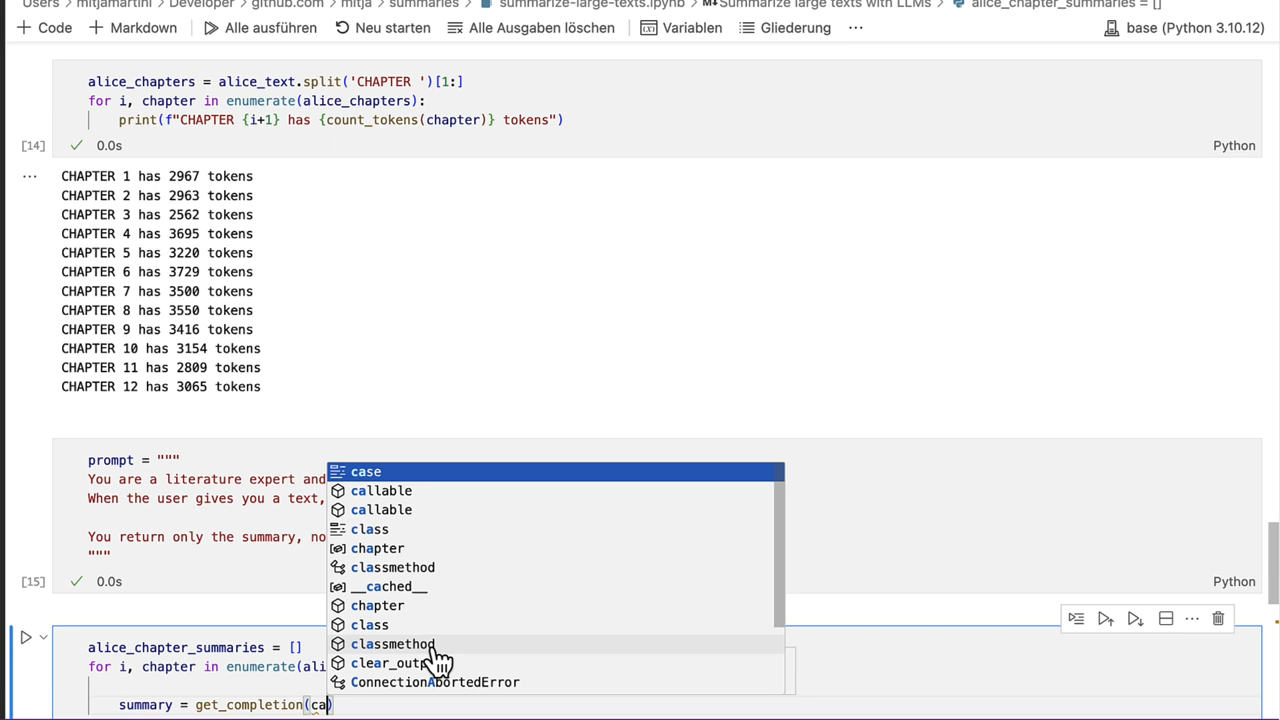 Users › mitjamartini › Developer › github.com › mitja › summaries › summarize-large-texts.ipynb › M↓Summarize large texts with LLMs › alice_chapter_summaries = []
+ Code + Markdown Alle ausführen Neu starten Alle Ausgaben löschen Variablen Gliederung ··· base (Python 3.10.12)
alice_chapters = alice_text.split('CHAPTER ')[1:]
for i, chapter in enumerate(alice_chapters):
print(f"CHAPTER {i+1} has {count_tokens(chapter)} tokens")
[14] ✓ 0.0s Python
··· CHAPTER 1 has 2967 tokens
CHAPTER 2 has 2963 tokens
CHAPTER 3 has 2562 tokens
CHAPTER 4 has 3695 tokens
CHAPTER 5 has 3220 tokens
CHAPTER 6 has 3729 tokens
CHAPTER 7 has 3500 tokens
CHAPTER 8 has 3550 tokens
CHAPTER 9 has 3416 tokens
CHAPTER 10 has 3154 tokens
CHAPTER 11 has 2809 tokens
CHAPTER 12 has 3065 tokens
prompt = """
You are a literature expert and
When the user gives you a text,
You return only the summary, no
"""
[15] ✓ 0.0s Python
case
callable
callable
class
chapter
classmethod
__cached__
chapter
class
classmethod
clear_out
ConnectionAbortedError
alice_chapter_summaries = []
for i, chapter in enumerate(ali
summary = get_completion(ca)